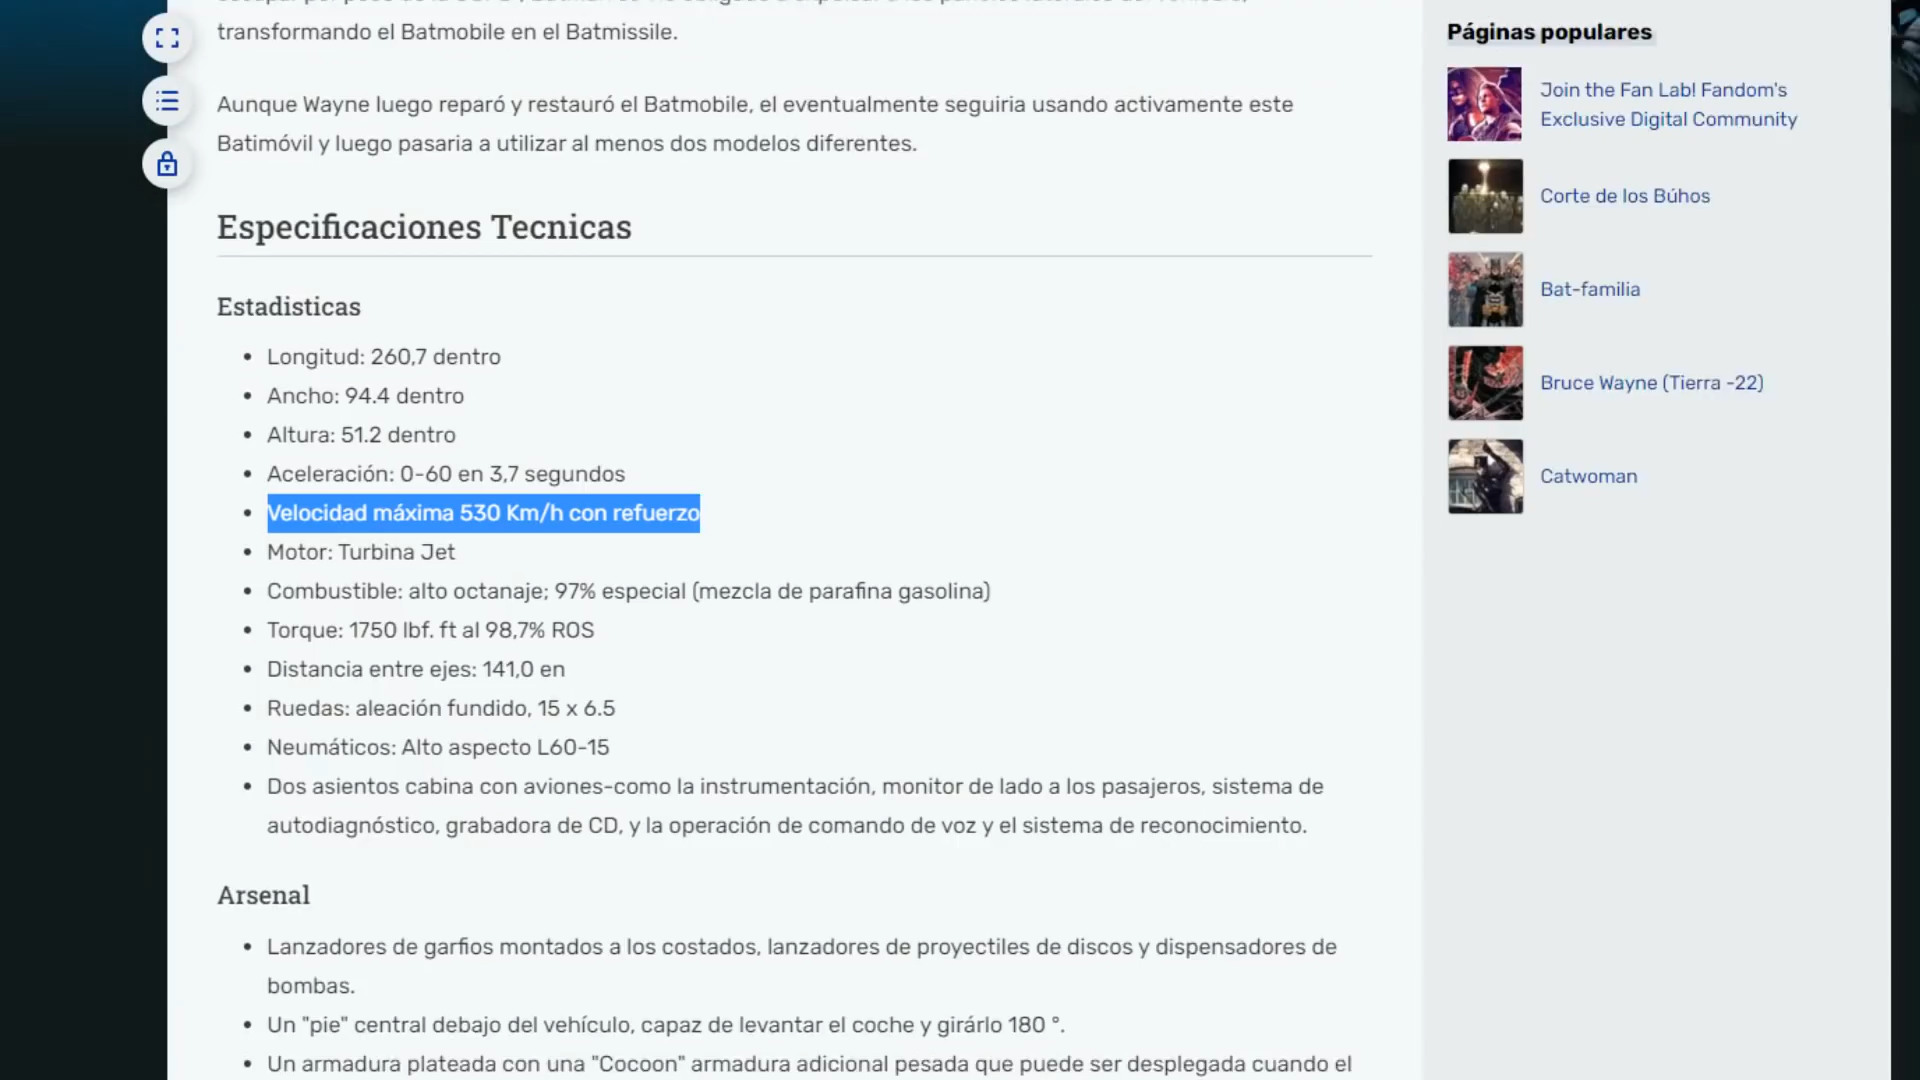 transformando el Batmobile en el Batmissile.
Aunque Wayne luego reparó y restauró el Batmobile, el eventualmente seguiria usando activamente este
Batimóvil y luego pasaria a utilizar al menos dos modelos diferentes.
Especificaciones Tecnicas
Estadisticas
Longitud: 260,7 dentro
Ancho: 94.4 dentro
Altura: 51.2 dentro
Aceleración: 0-60 en 3,7 segundos
Velocidad máxima 530 Km/h con refuerzo
Motor: Turbina Jet
Combustible: alto octanaje; 97% especial (mezcla de parafina gasolina)
Torque: 1750 lbf. ft al 98,7% ROS
Distancia entre ejes: 141,0 en
Ruedas: aleación fundido, 15 x 6.5
Neumáticos: Alto aspecto L60-15
Dos asientos cabina con aviones-como la instrumentación, monitor de lado a los pasajeros, sistema de
autodiagnóstico, grabadora de CD, y la operación de comando de voz y el sistema de reconocimiento.
Arsenal
Lanzadores de garfios montados a los costados, lanzadores de proyectiles de discos y dispensadores de
bombas.
Un "pie" central debajo del vehículo, capaz de levantar el coche y girárlo 180 °.
Un armadura plateada con una "Cocoon" armadura adicional pesada que puede ser desplegada cuando el
Páginas populares
Join the Fan Lab! Fandom's
Exclusive Digital Community
Corte de los Búhos
Bat-familia
Bruce Wayne (Tierra -22)
Catwoman